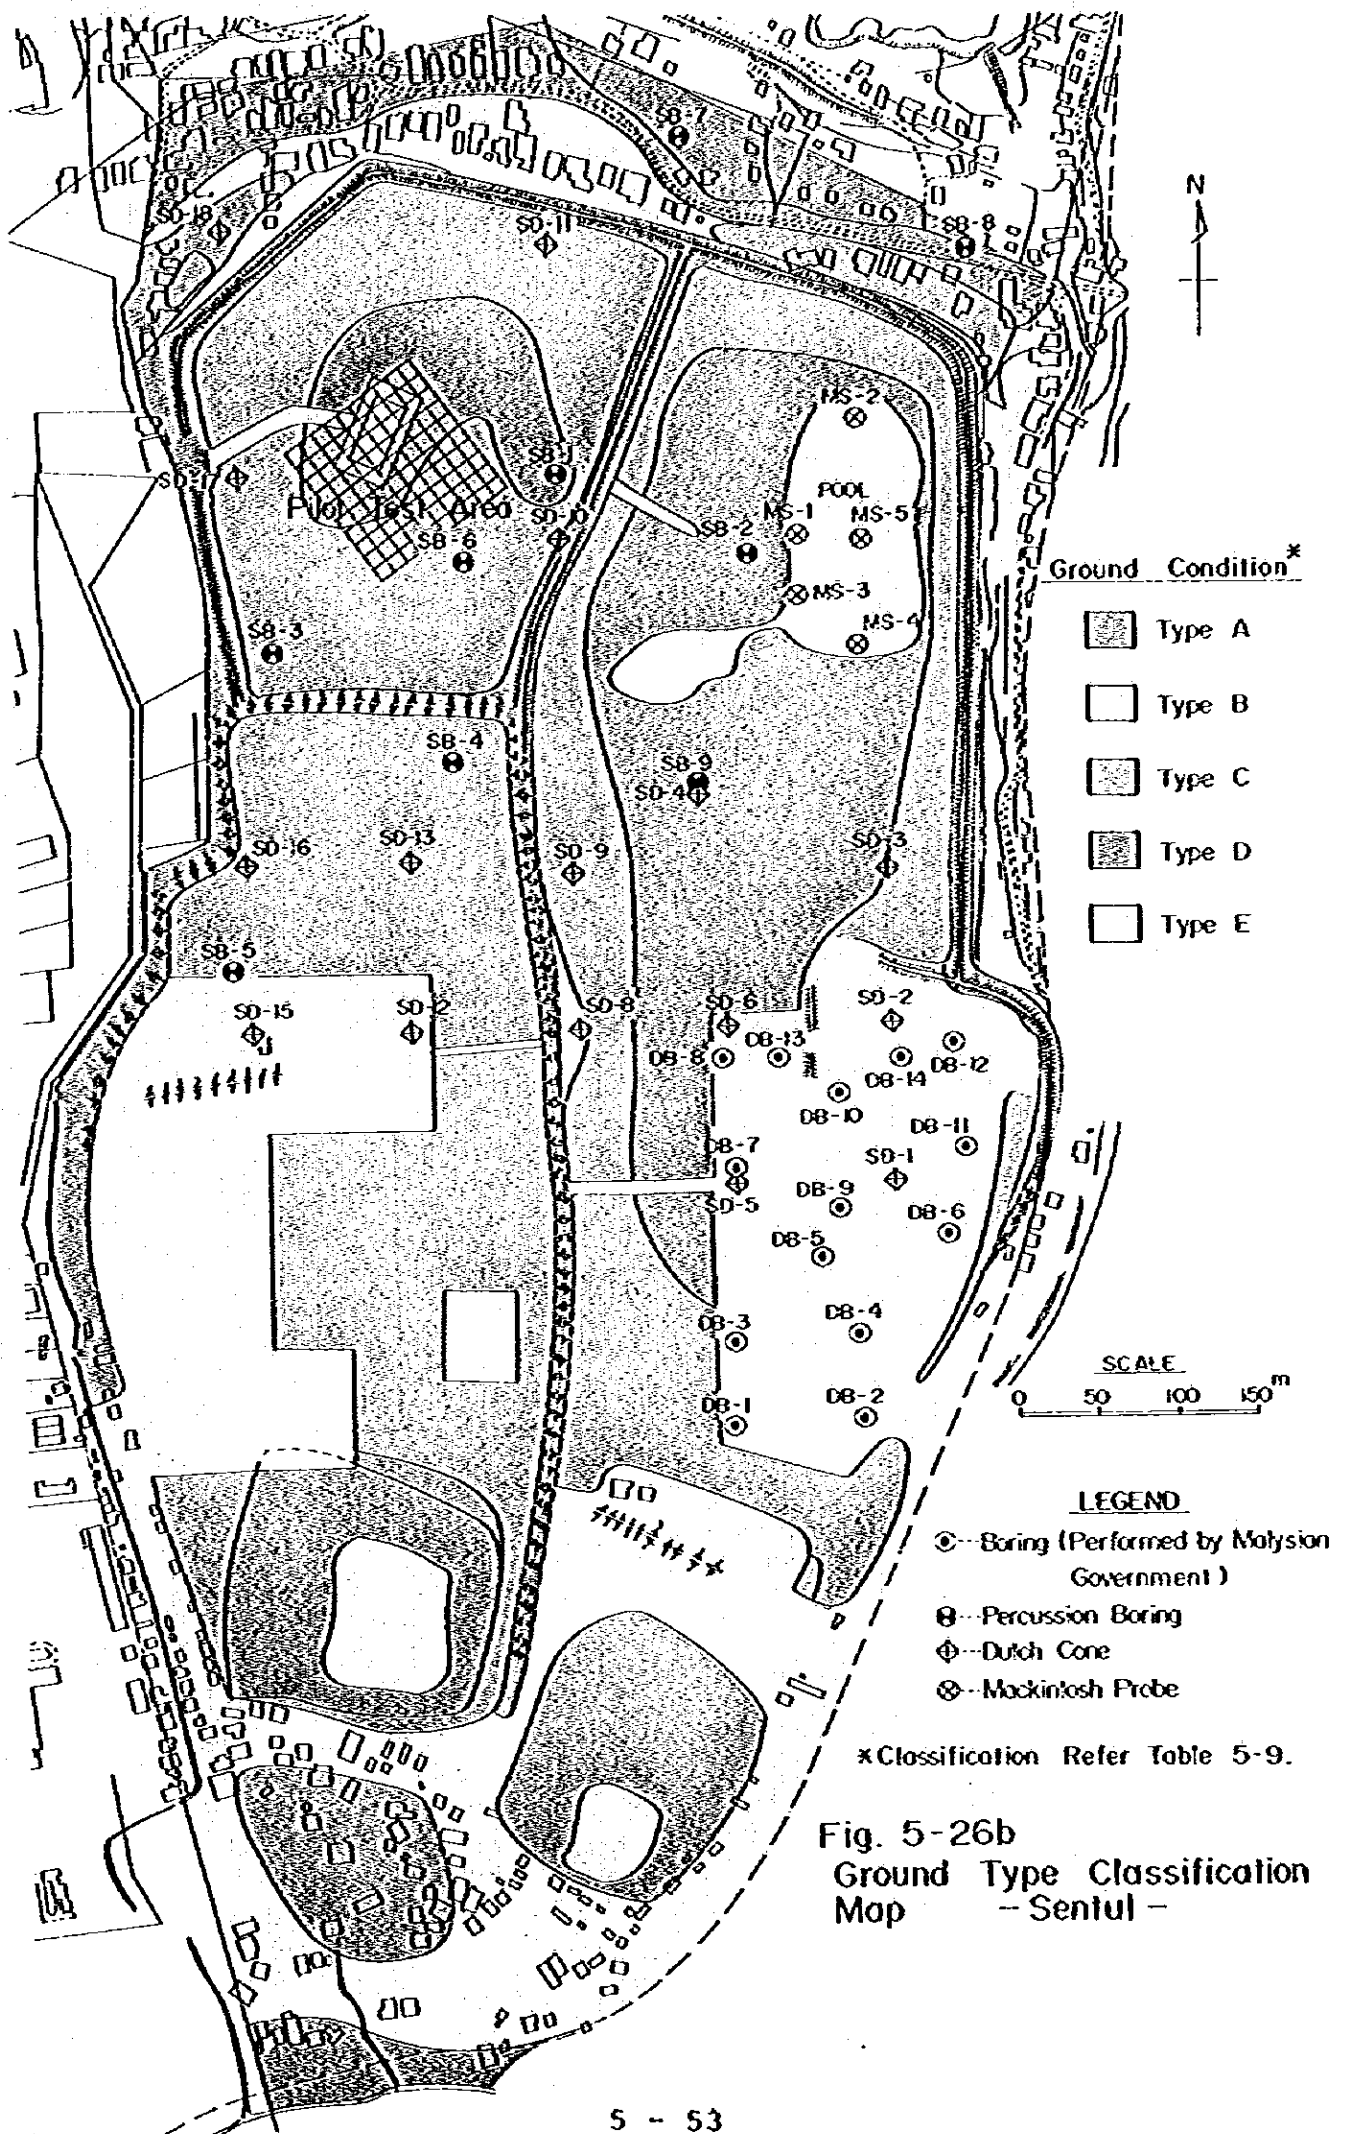 SB-7
SD-18
SD-11
SB-8
N
MS-2
SB-1
SD-17
POOL
Pilot Test Area
SD-10
MS-1
MS-5
SB-2
SB-6
Ground Condition*
MS-3
Type A
MS-4
SB-3
Type B
SB-4
SB-9
Type C
SD-4
SD-16
SD-13
SD-9
SD-3
Type D
Type E
SB-5
SD-15
SD-12
SD-8
SD-6
SD-2
DB-13
DB-8
DB-12
DB-14
DB-10
DB-11
DB-7
SD-1
DB-9
SD-5
DB-6
DB-5
DB-3
DB-4
SCALE
0 50 100 150m
DB-1
DB-2
LEGEND
Boring (Performed by Malysian
Government)
Percussion Boring
Dutch Cone
Mackintosh Probe
*Classification Refer Table 5-9.
Fig. 5-26b
Ground Type Classification
Map - Sentul -
5 - 53